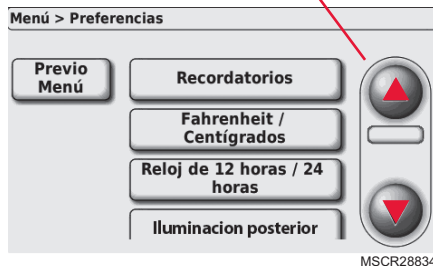 Menú > Preferencias
Previo
Menú
Recordatorios
Fahrenheit /
Centígrados
Reloj de 12 horas / 24
horas
Iluminacion posterior
MSCR28834